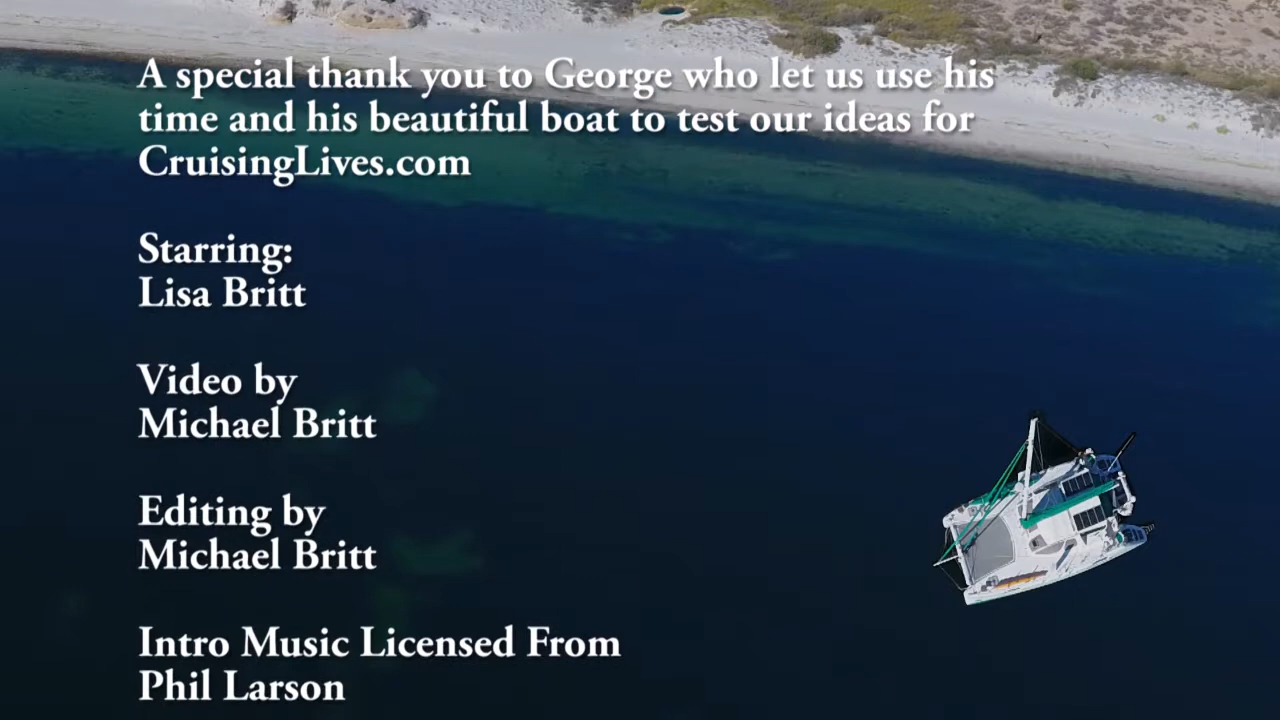 A special thank you to George who let us use his
time and his beautiful boat to test our ideas for
CruisingLives.com
Starring:
Lisa Britt
Video by
Michael Britt
Editing by
Michael Britt
Intro Music Licensed From
Phil Larson